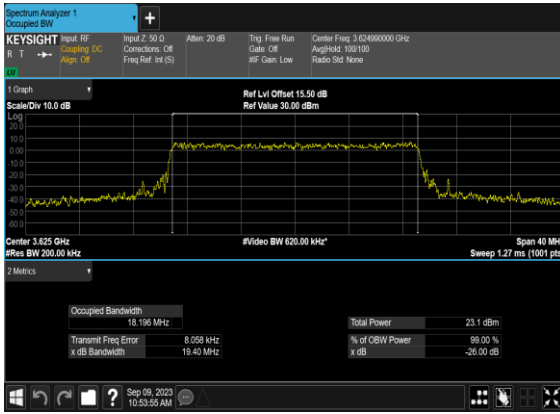 Spectrum Analyzer 1
Occupied BW
KEYSIGHT
R T
LXI
Input: RF
Coupling: DC
Align: Off
Input Z: 50 Ω
Corrections: Off
Freq Ref: Int (S)
Atten: 20 dB
Trig: Free Run
Gate: Off
#IF Gain: Low
Center Freq: 3.624990000 GHz
Avg|Hold: 100/100
Radio Std: None
1 Graph
Scale/Div 10.0 dB
Ref Lvl Offset 15.50 dB
Ref Value 30.00 dBm
Log
20.0
10.0
0.00
-10.0
-20.0
-30.0
-40.0
-50.0
-60.0
Center 3.625 GHz
#Video BW 620.00 kHz*
Span 40 MH
#Res BW 200.00 kHz
Sweep 1.27 ms (1001 pts
2 Metrics
Occupied Bandwidth
18.196 MHz
Total Power 23.1 dBm
Transmit Freq Error 8.058 kHz
% of OBW Power 99.00 %
x dB Bandwidth 19.40 MHz
x dB -26.00 dB
Sep 09, 2023
10:53:55 AM